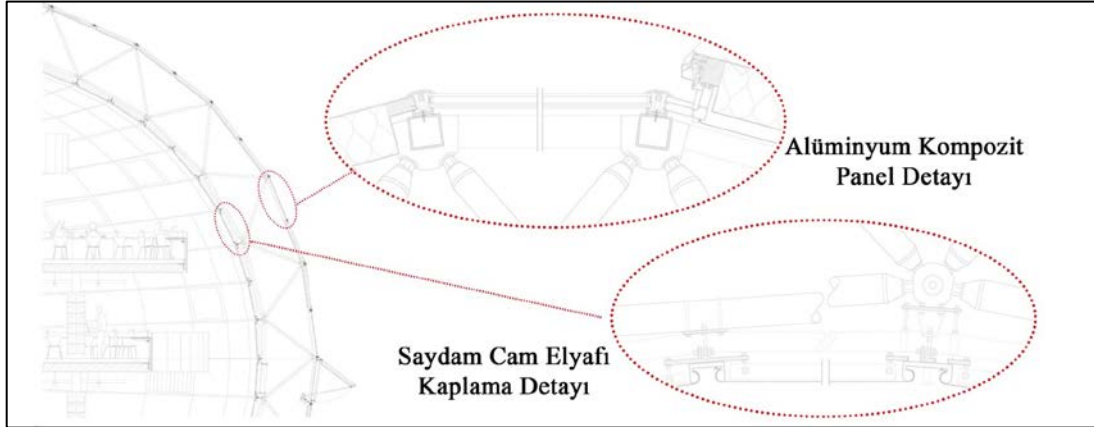 Alüminyum Kompozit
Panel Detayı
Saydam Cam Elyafı
Kaplama Detayı